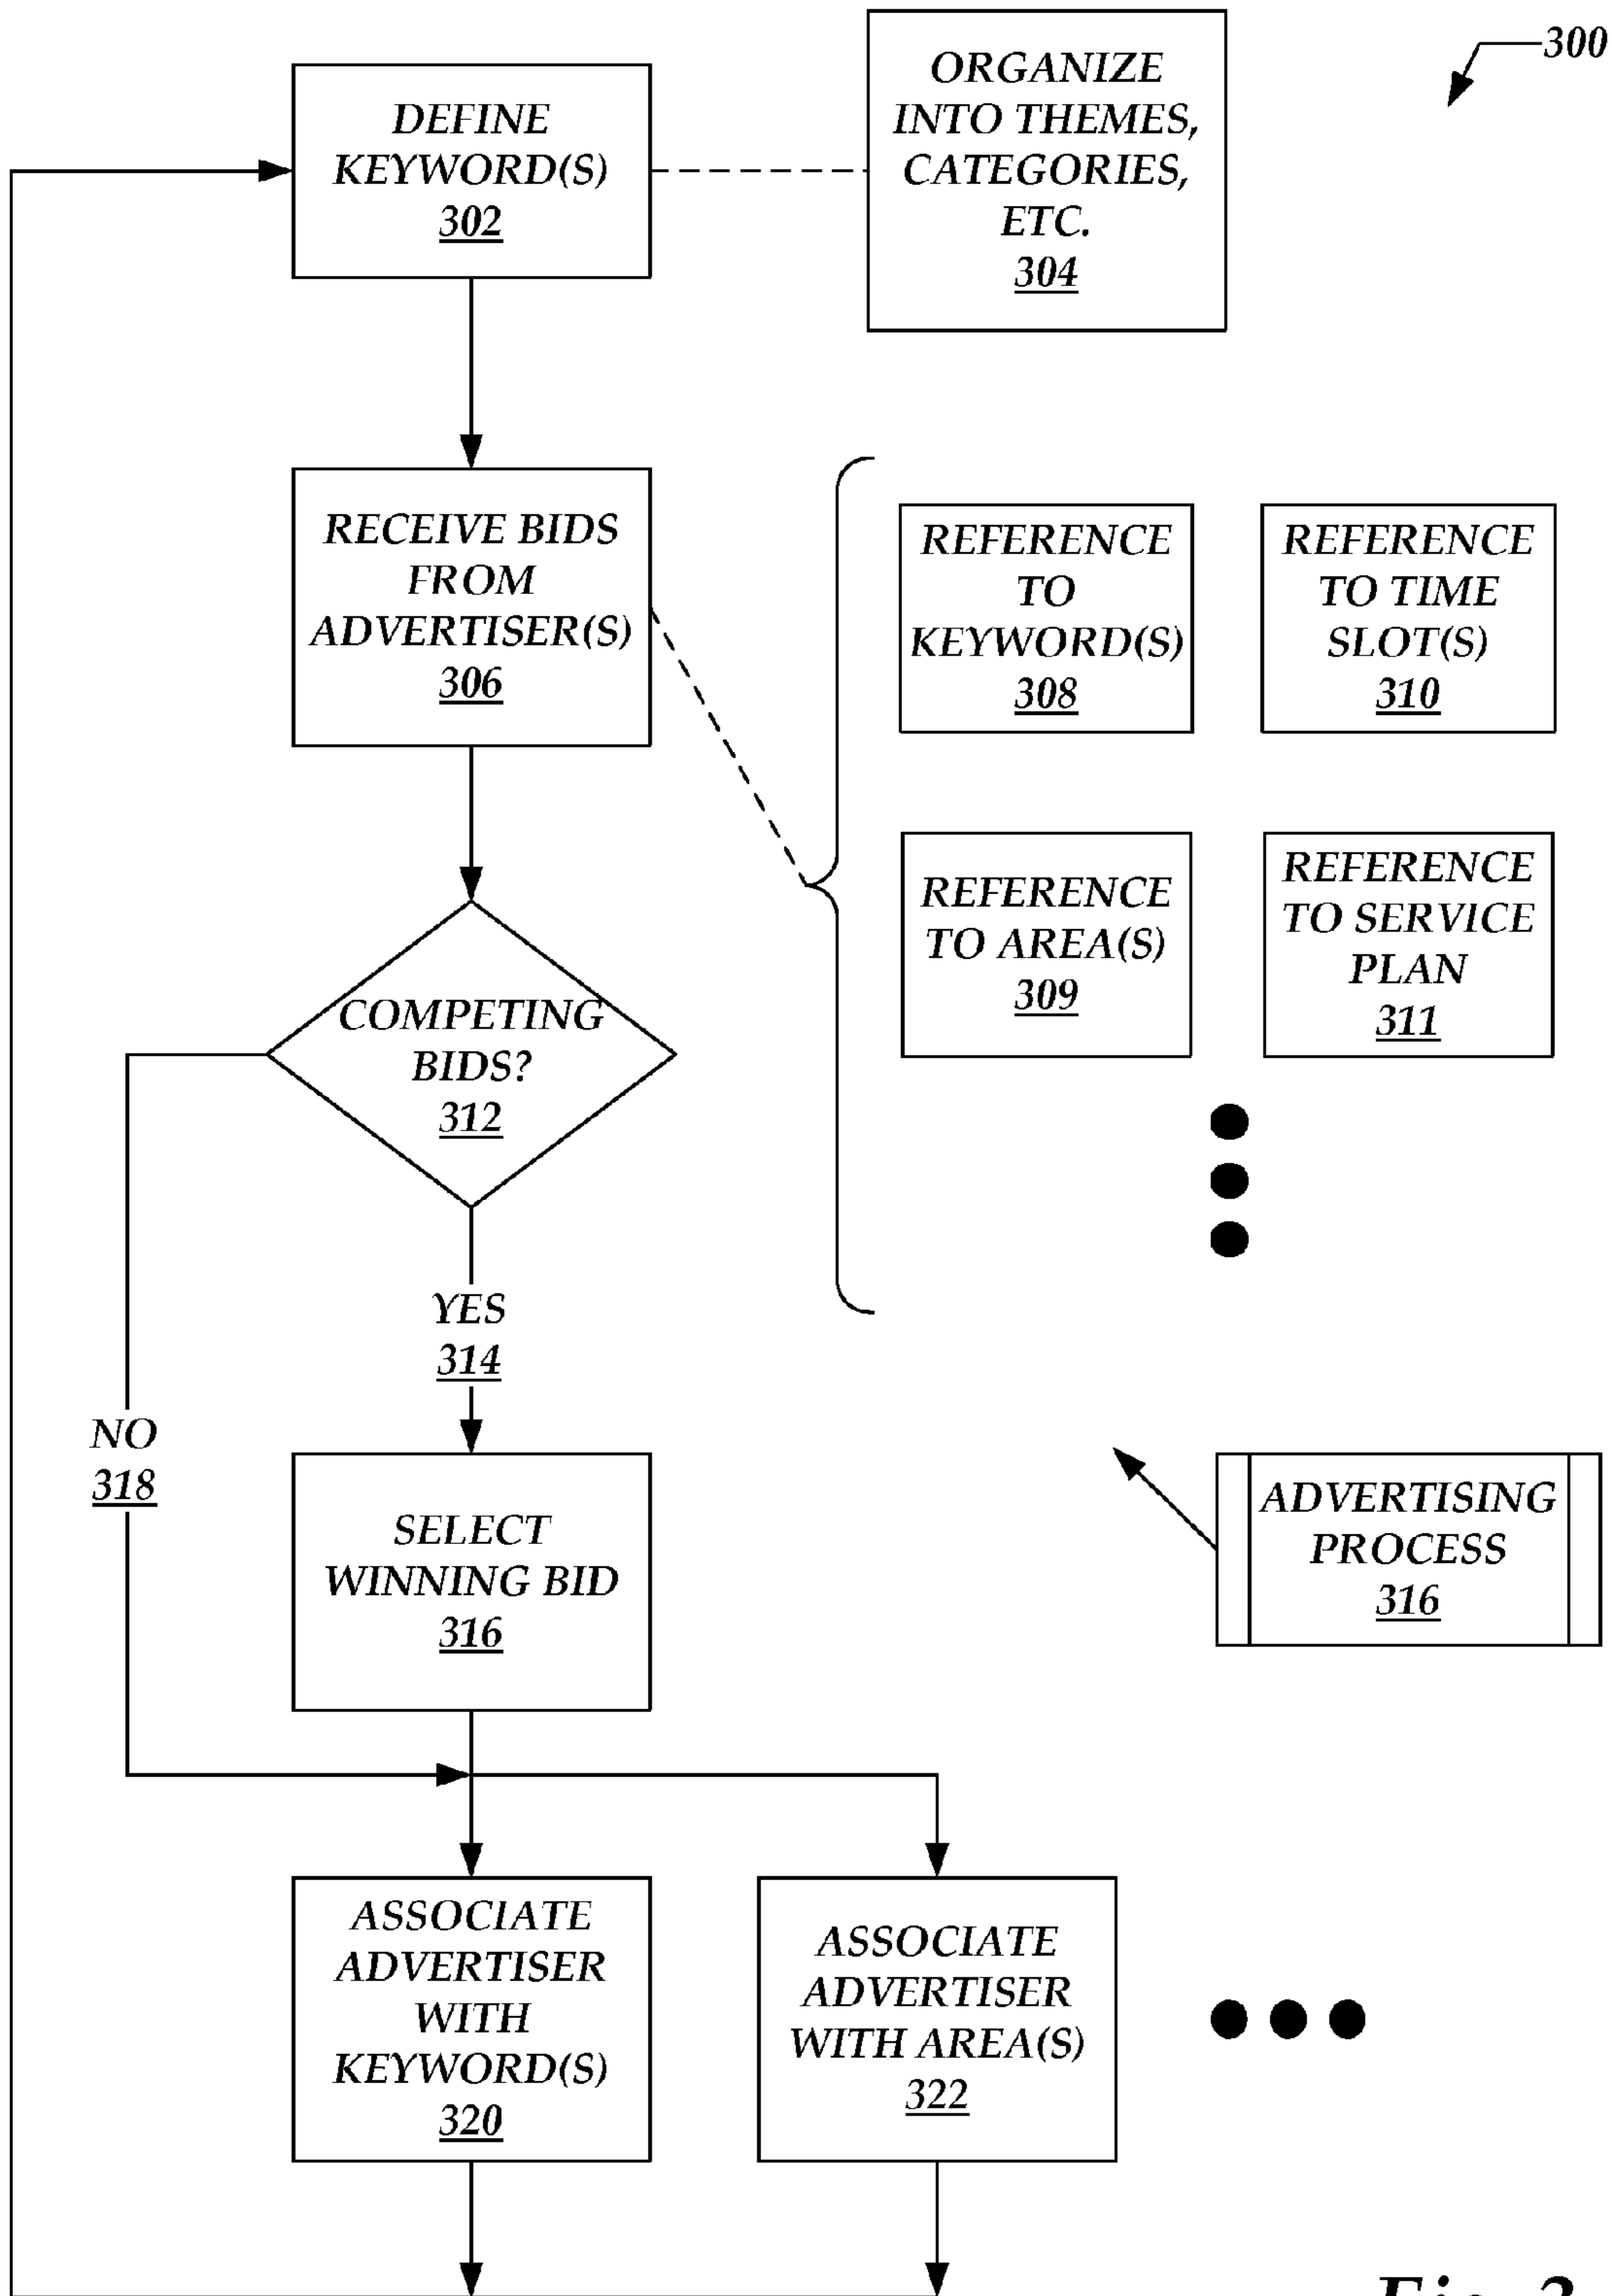 300
DEFINE
KEYWORD(S)
302
ORGANIZE
INTO THEMES,
CATEGORIES,
ETC.
304
RECEIVE BIDS
FROM
ADVERTISER(S)
306
REFERENCE
TO
KEYWORD(S)
308
REFERENCE
TO TIME
SLOT(S)
310
REFERENCE
TO AREA(S)
309
REFERENCE
TO SERVICE
PLAN
311
COMPETING
BIDS?
312
YES
314
NO
318
SELECT
WINNING BID
316
ADVERTISING
PROCESS
316
ASSOCIATE
ADVERTISER
WITH
KEYWORD(S)
320
ASSOCIATE
ADVERTISER
WITH AREA(S)
322